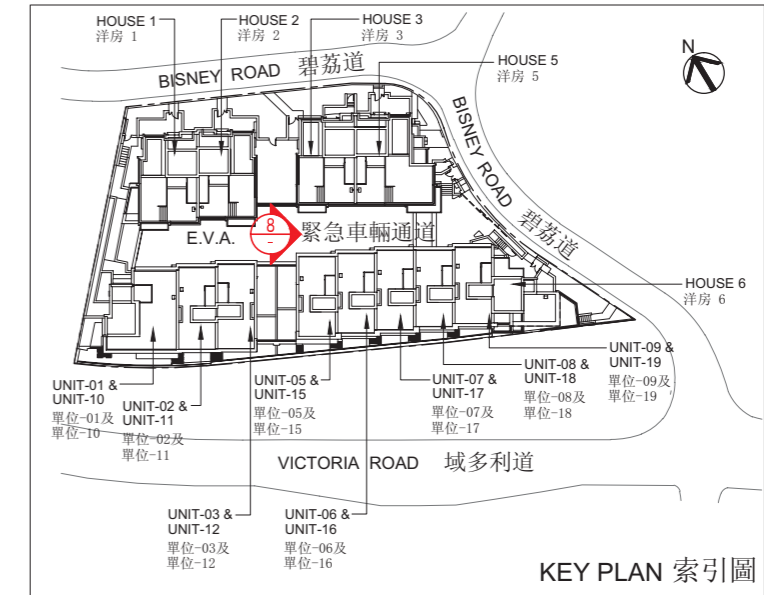 HOUSE 1
洋房 1
HOUSE 2
洋房 2
HOUSE 3
洋房 3
HOUSE 5
洋房 5
N
BISNEY ROAD 碧荔道
BISNEY ROAD 碧荔道
E.V.A. 緊急車輛通道
8
-
HOUSE 6
洋房 6
UNIT-01 &
UNIT-10
單位-01及
單位-10
UNIT-02 &
UNIT-11
單位-02及
單位-11
UNIT-05 &
UNIT-15
單位-05及
單位-15
UNIT-07 &
UNIT-17
單位-07及
單位-17
UNIT-08 &
UNIT-18
單位-08及
單位-18
UNIT-09 &
UNIT-19
單位-09及
單位-19
VICTORIA ROAD 域多利道
UNIT-03 &
UNIT-12
單位-03及
單位-12
UNIT-06 &
UNIT-16
單位-06及
單位-16
KEY PLAN 索引圖